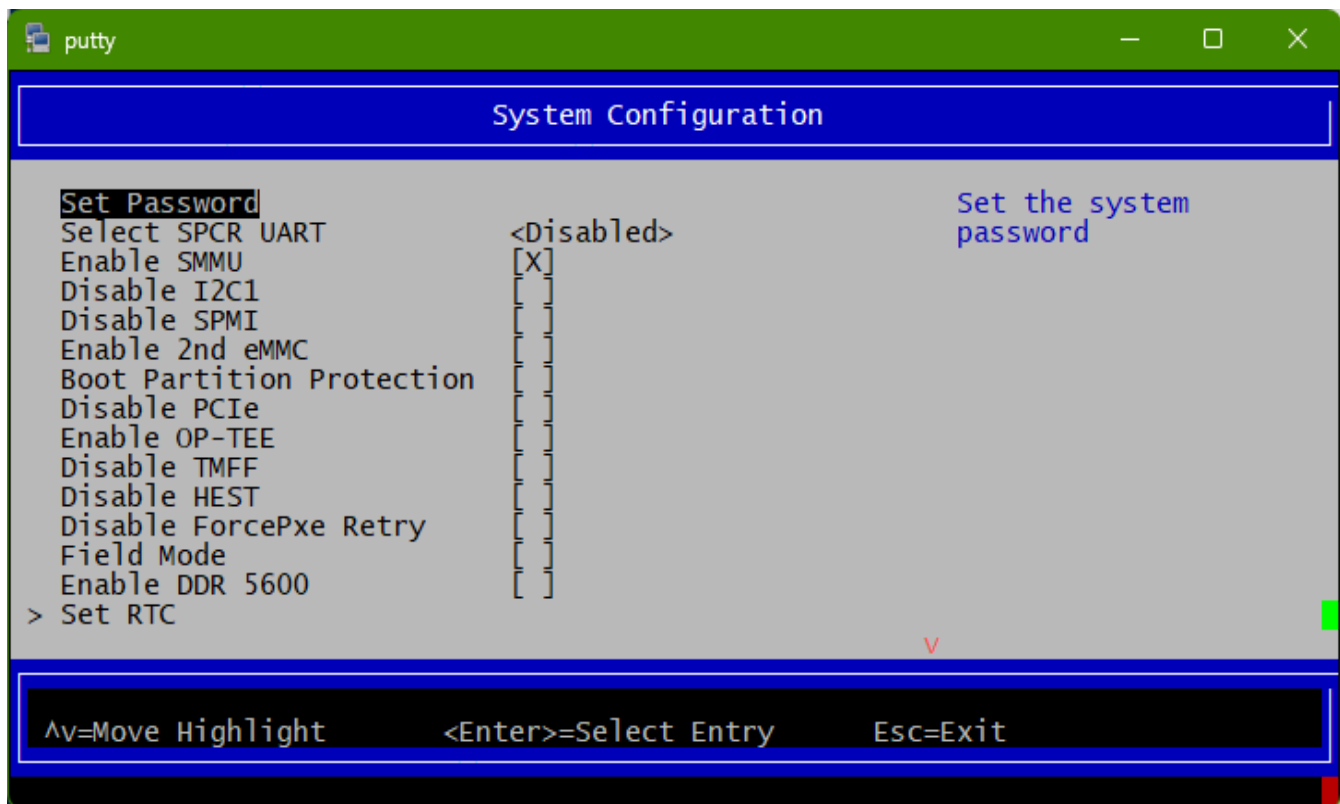 putty
System Configuration
Set Password
Set the system
Select SPCR UART <Disabled>
password
Enable SMMU [X]
Disable I2C1 [ ]
Disable SPMI [ ]
Enable 2nd eMMC [ ]
Boot Partition Protection [ ]
Disable PCIe [ ]
Enable OP-TEE [ ]
Disable TMFF [ ]
Disable HEST [ ]
Disable ForcePxe Retry [ ]
Field Mode [ ]
Enable DDR 5600 [ ]
> Set RTC
v
^v=Move Highlight <Enter>=Select Entry Esc=Exit